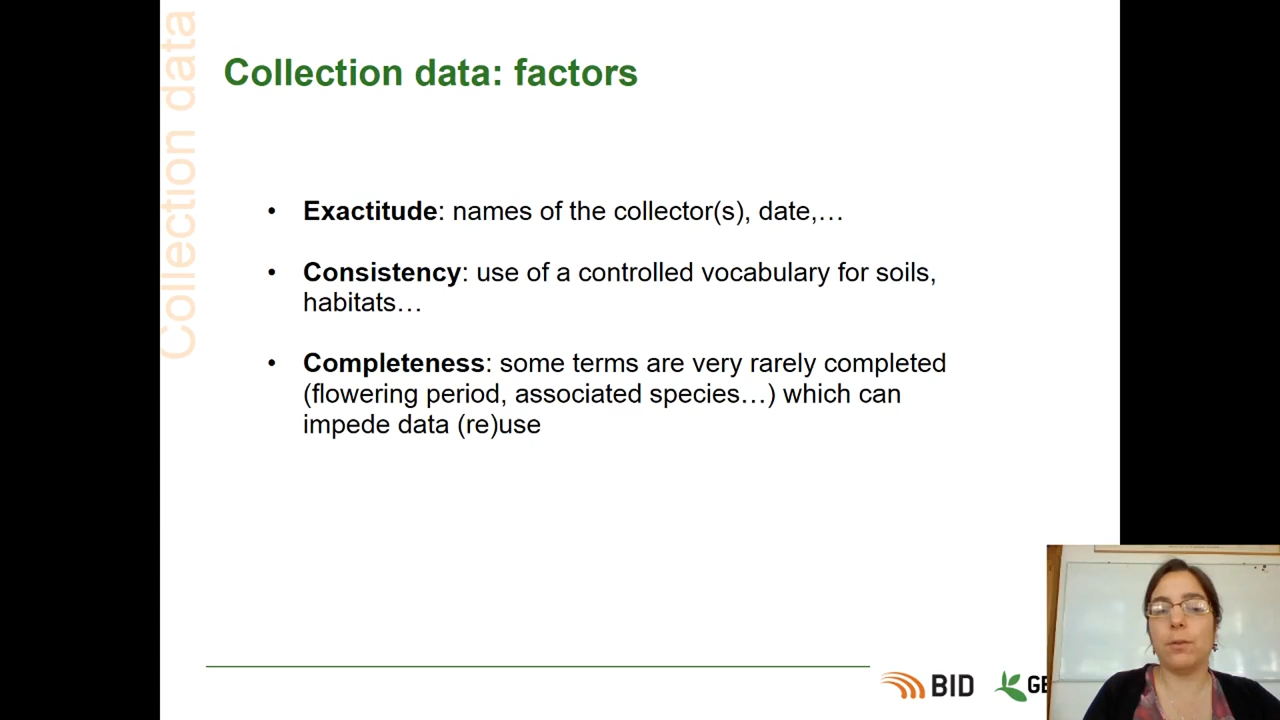 Collection data
Collection data: factors
• Exactitude: names of the collector(s), date,…
• Consistency: use of a controlled vocabulary for soils,
habitats…
• Completeness: some terms are very rarely completed
(flowering period, associated species…) which can
impede data (re)use
BID